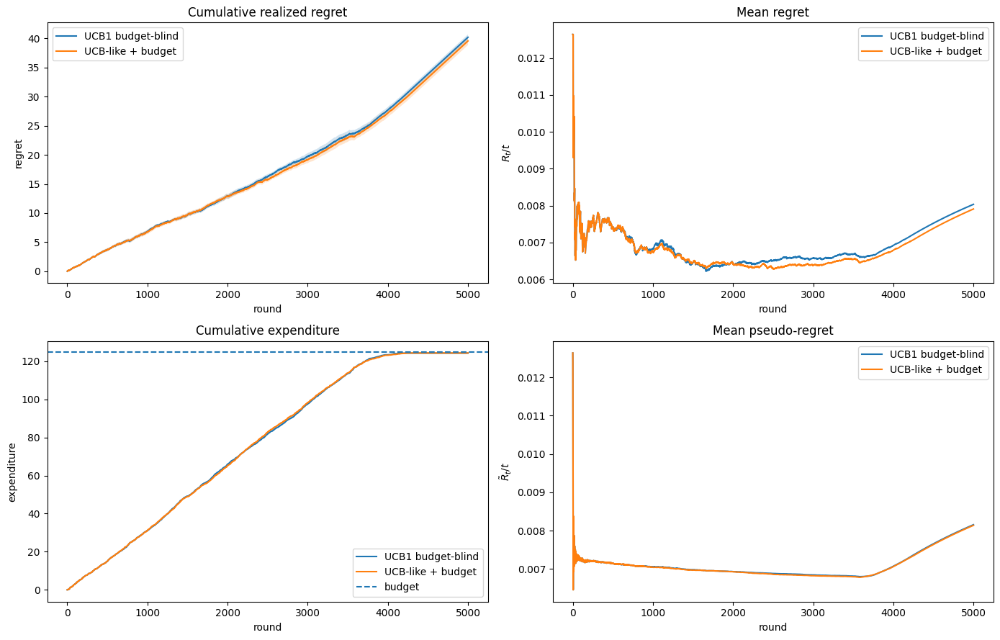 Cumulative realized regret
UCB1 budget-blind
UCB-like + budget
40
35
30
25
20
15
10
5
0
regret
0
1000
2000
3000
4000
5000
round
Mean regret
UCB1 budget-blind
UCB-like + budget
0.012
0.011
0.010
0.009
0.008
0.007
0.006
R_t/t
0
1000
2000
3000
4000
5000
round
Cumulative expenditure
120
100
80
60
40
20
0
expenditure
UCB1 budget-blind
UCB-like + budget
budget
0
1000
2000
3000
4000
5000
round
Mean pseudo-regret
UCB1 budget-blind
UCB-like + budget
0.012
0.011
0.010
0.009
0.008
0.007
R̃_t/t
0
1000
2000
3000
4000
5000
round